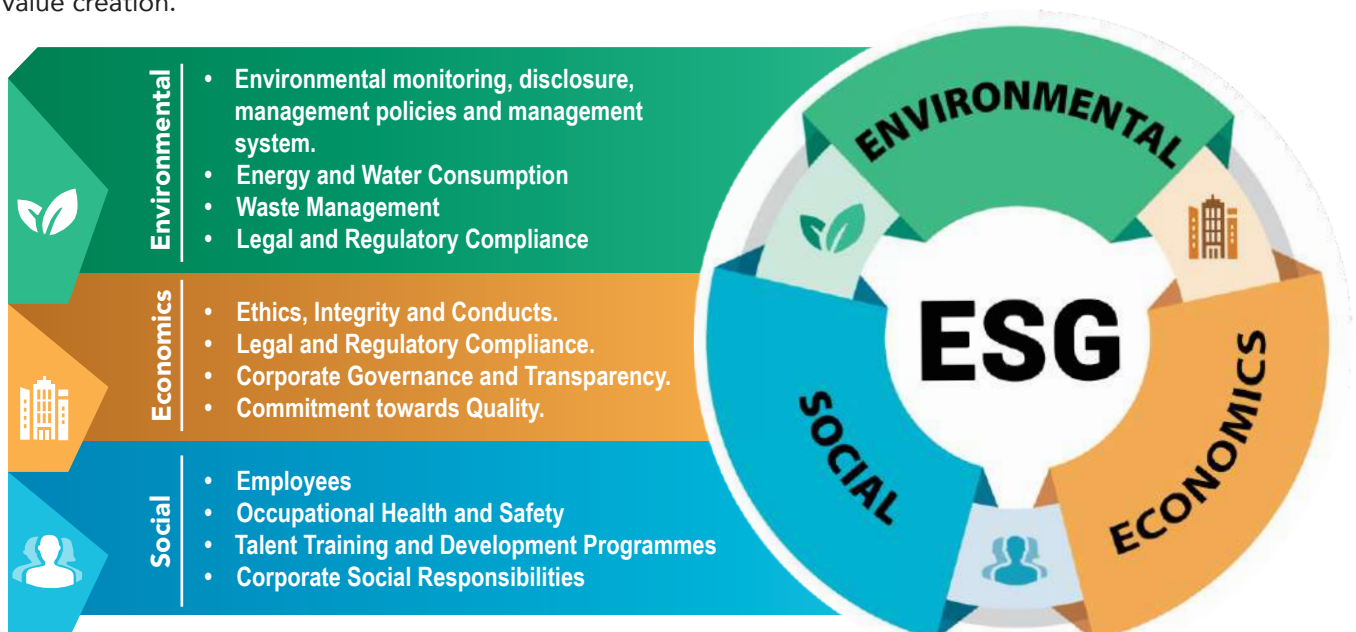 value creation.
Environmental
• Environmental monitoring, disclosure,
management policies and management
system.
• Energy and Water Consumption
• Waste Management
• Legal and Regulatory Compliance
Economics
• Ethics, Integrity and Conducts.
• Legal and Regulatory Compliance.
• Corporate Governance and Transparency.
• Commitment towards Quality.
Social
• Employees
• Occupational Health and Safety
• Talent Training and Development Programmes
• Corporate Social Responsibilities
ENVIRONMENTAL
ESG
SOCIAL
ECONOMICS